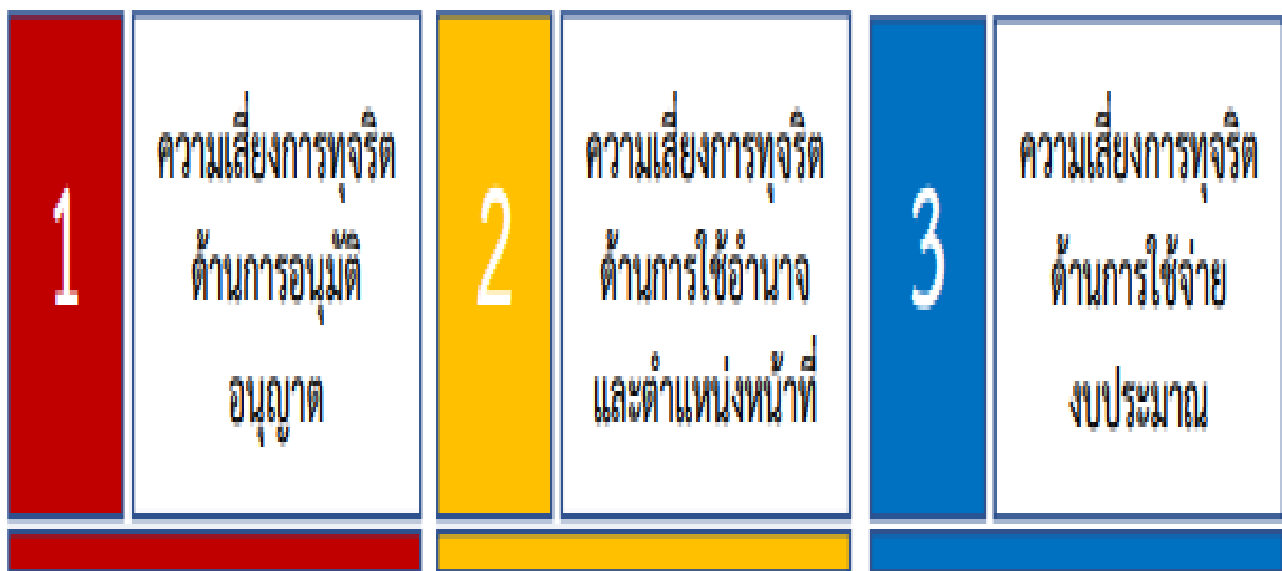 1
ความเสี่ยงการทุจริต
ด้านการอนุมัติ
อนุญาต
2
ความเสี่ยงการทุจริต
ด้านการใช้อำนาจ
และตำแหน่งหน้าที่
3
ความเสี่ยงการทุจริต
ด้านการใช้จ่าย
งบประมาณ